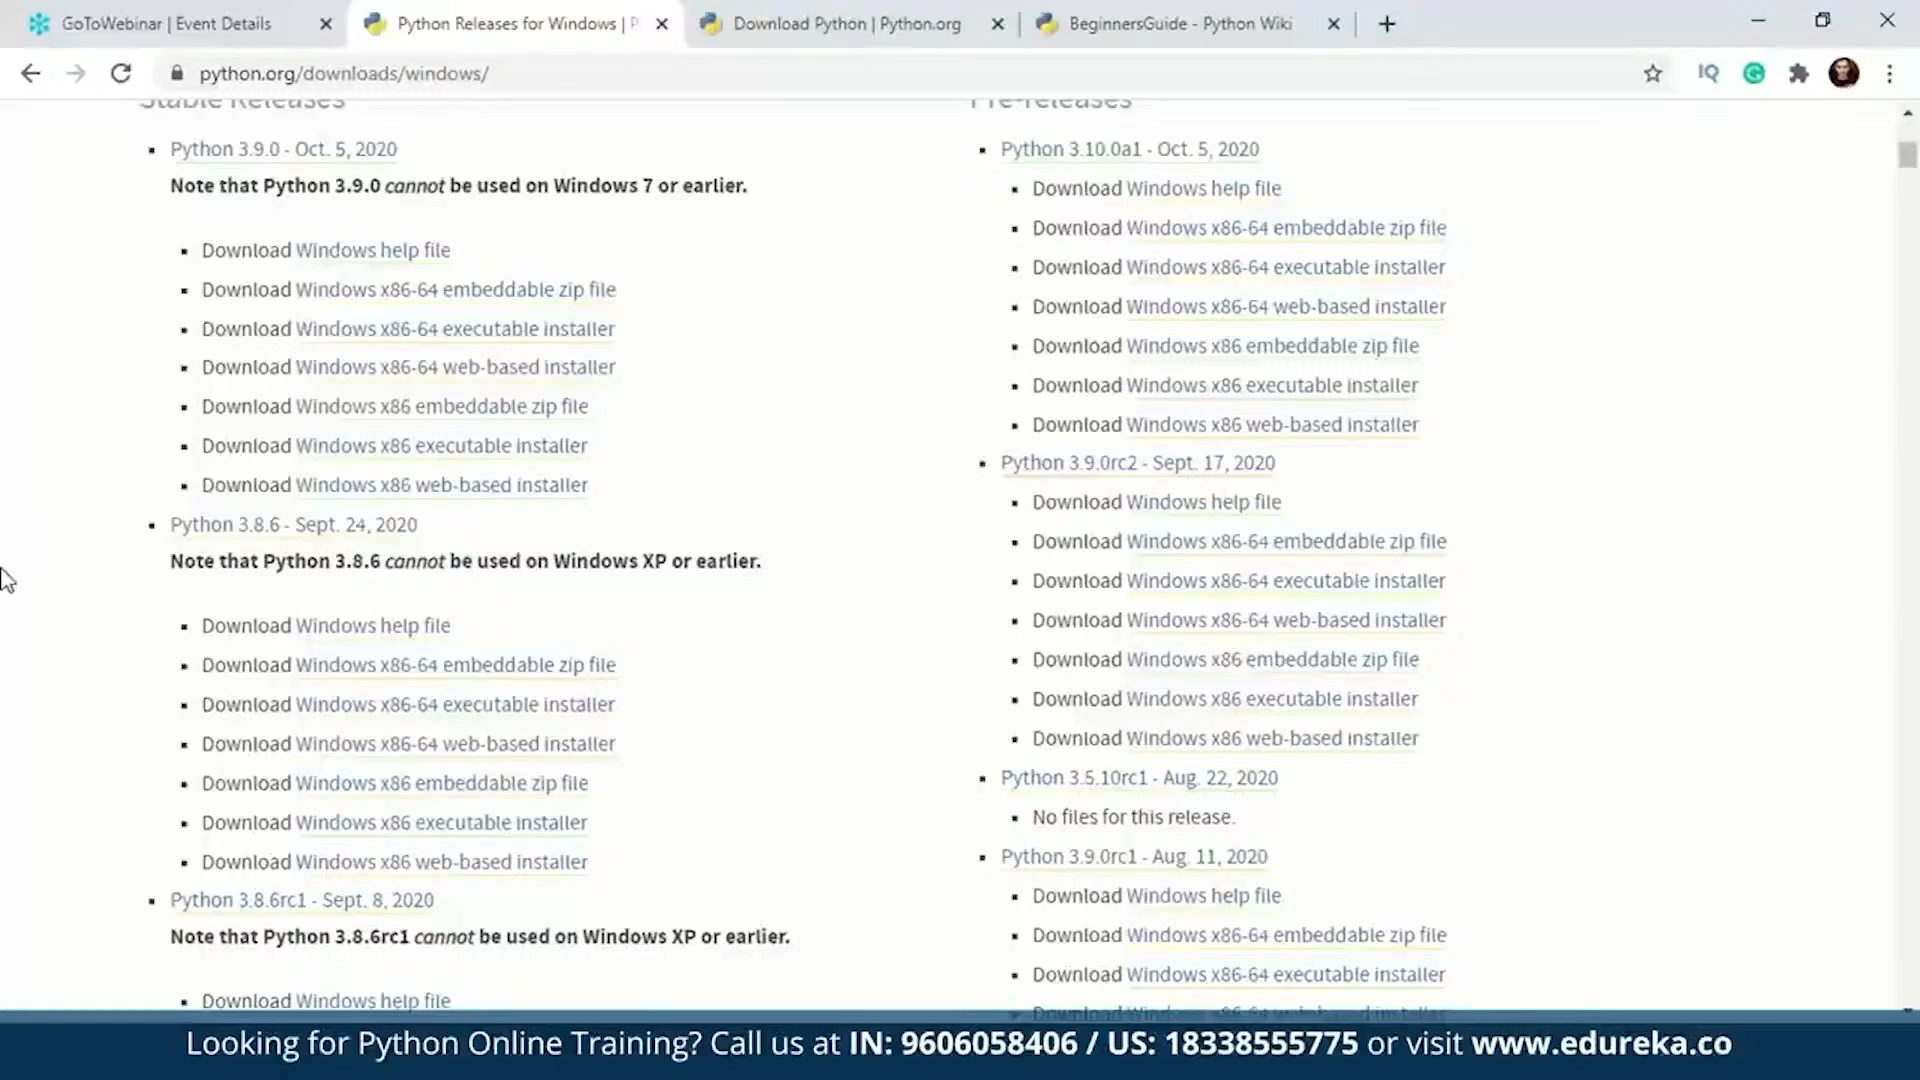 GoToWebinar | Event Details
Python Releases for Windows | P
Download Python | Python.org
BeginnersGuide - Python Wiki
python.org/downloads/windows/
IQ
Stable Releases
Python 3.9.0 - Oct. 5, 2020
Note that Python 3.9.0 cannot be used on Windows 7 or earlier.
Download Windows help file
Download Windows x86-64 embeddable zip file
Download Windows x86-64 executable installer
Download Windows x86-64 web-based installer
Download Windows x86 embeddable zip file
Download Windows x86 executable installer
Download Windows x86 web-based installer
Python 3.8.6 - Sept. 24, 2020
Note that Python 3.8.6 cannot be used on Windows XP or earlier.
Download Windows help file
Download Windows x86-64 embeddable zip file
Download Windows x86-64 executable installer
Download Windows x86-64 web-based installer
Download Windows x86 embeddable zip file
Download Windows x86 executable installer
Download Windows x86 web-based installer
Python 3.8.6rc1 - Sept. 8, 2020
Note that Python 3.8.6rc1 cannot be used on Windows XP or earlier.
Download Windows help file
Pre-releases
Python 3.10.0a1 - Oct. 5, 2020
Download Windows help file
Download Windows x86-64 embeddable zip file
Download Windows x86-64 executable installer
Download Windows x86-64 web-based installer
Download Windows x86 embeddable zip file
Download Windows x86 executable installer
Download Windows x86 web-based installer
Python 3.9.0rc2 - Sept. 17, 2020
Download Windows help file
Download Windows x86-64 embeddable zip file
Download Windows x86-64 executable installer
Download Windows x86-64 web-based installer
Download Windows x86 embeddable zip file
Download Windows x86 executable installer
Download Windows x86 web-based installer
Python 3.5.10rc1 - Aug. 22, 2020
No files for this release.
Python 3.9.0rc1 - Aug. 11, 2020
Download Windows help file
Download Windows x86-64 embeddable zip file
Download Windows x86-64 executable installer
Download Windows x86-64 web-based installer
Looking for Python Online Training? Call us at IN: 9606058406 / US: 18338555775 or visit www.edureka.co